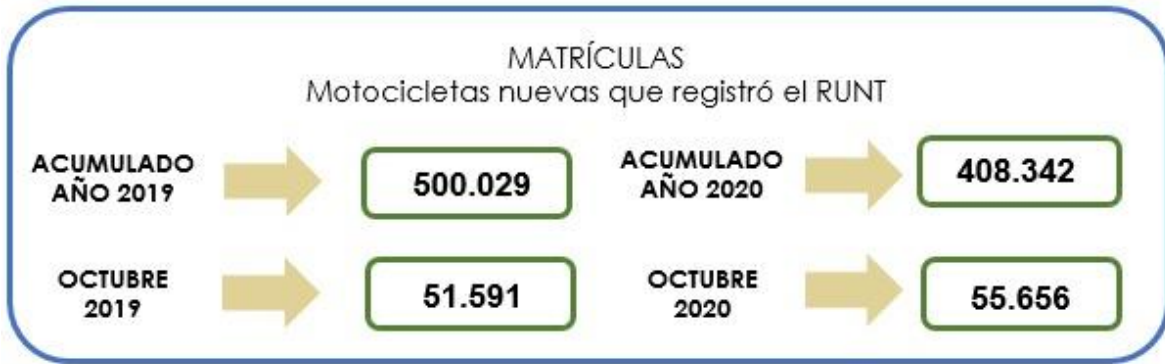 MATRÍCULAS
Motocicletas nuevas que registró el RUNT
ACUMULADO
AÑO 2019
500.029
ACUMULADO
AÑO 2020
408.342
OCTUBRE
2019
51.591
OCTUBRE
2020
55.656